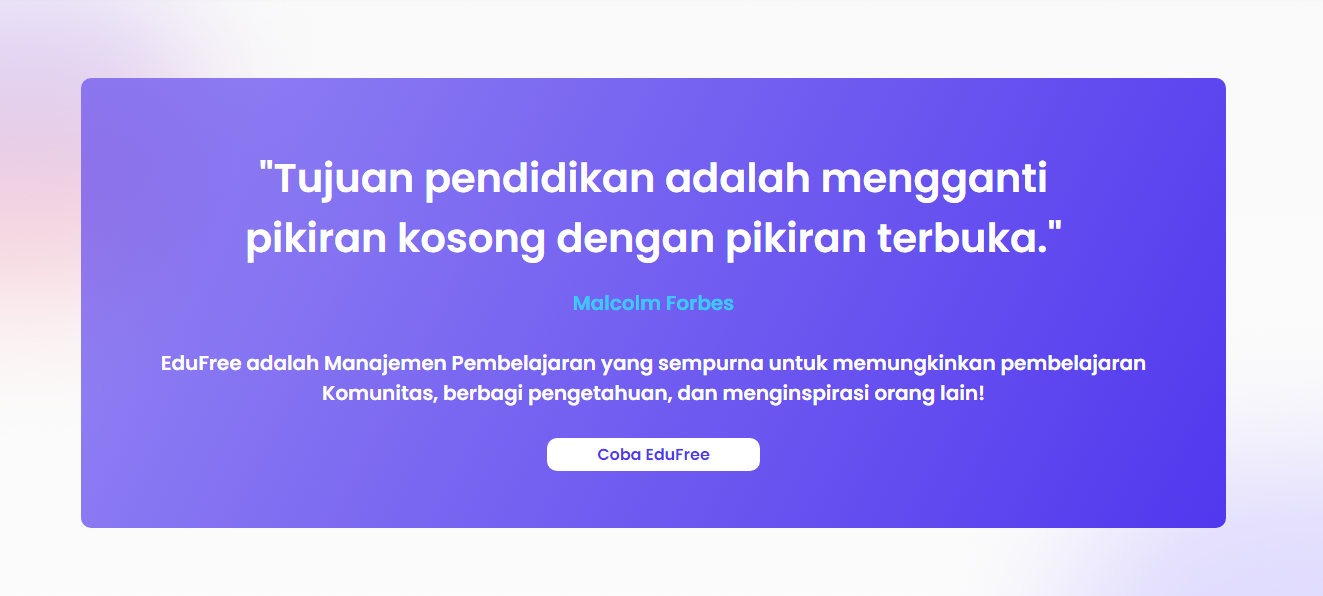 "Tujuan pendidikan adalah mengganti
pikiran kosong dengan pikiran terbuka."
Malcolm Forbes
EduFree adalah Manajemen Pembelajaran yang sempurna untuk memungkinkan pembelajaran
Komunitas, berbagi pengetahuan, dan menginspirasi orang lain!
Coba EduFree